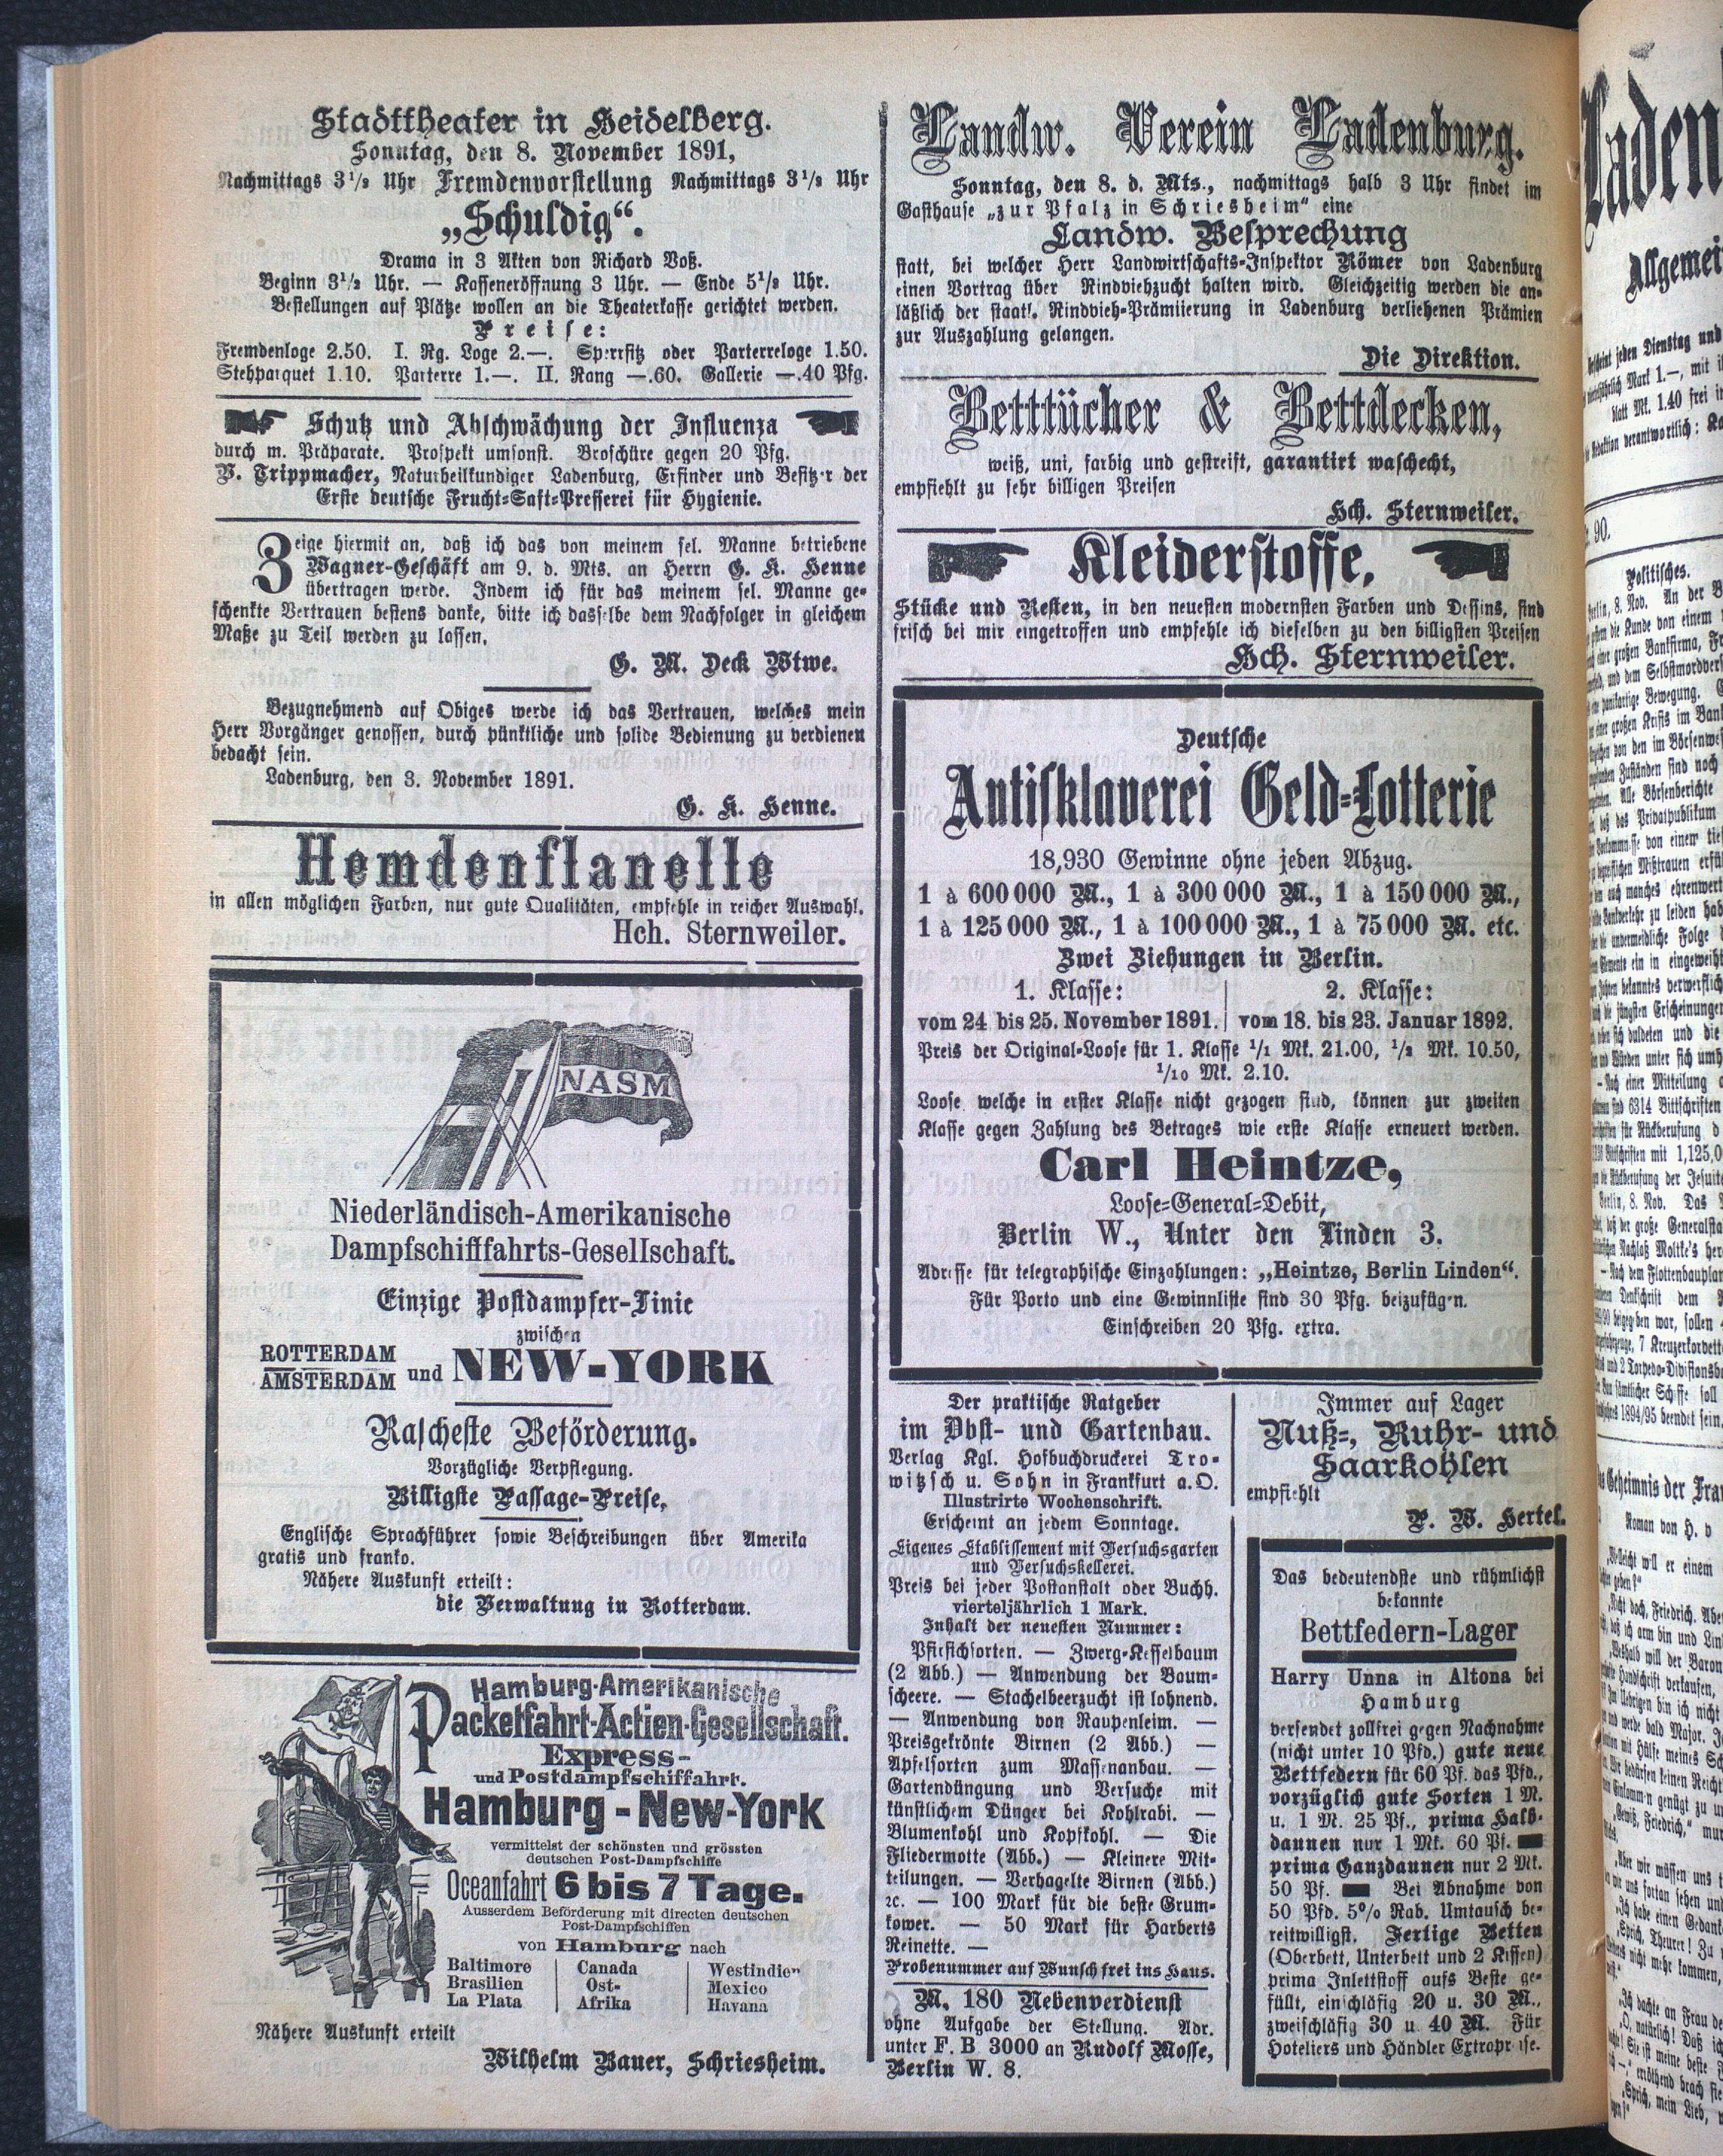 Stadttheater in Heidelberg.
Sonntag, den 8. November 1891,
Nachmittags 3½ Uhr Fremdenvorstellung Nachmittags 3½ Uhr
„Schuldig“.
Drama in 3 Akten von Richard Voß.
Beginn 3½ Uhr. — Kasseneröffnung 3 Uhr. — Ende 5½ Uhr.
Bestellungen auf Plätze wollen an die Theaterkasse gerichtet werden.
Preise:
Fremdenloge 2.50. I. Rg. Loge 2.—. Sperrsitz oder Parterreloge 1.50.
Stehparquet 1.10. Parterre 1.—. II. Rang —.60. Gallerie —.40 Pfg.
Schutz und Abschwächung der Influenza
durch m. Präparate. Prospekt umsonst. Broschüre gegen 20 Pfg.
P. Trippmacher, Naturheilkundiger Ladenburg, Erfinder und Besitzer der
Erste deutsche Frucht-Saft-Presserei für Hygienie.
Zeige hiermit an, daß ich das von meinem sel. Manne betriebene
Wagner-Geschäft am 9. d. Mts. an Herrn G. K. Henne
übertragen werde. Indem ich für das meinem sel. Manne ge-
schenkte Vertrauen bestens danke, bitte ich dasselbe dem Nachfolger in gleichem
Maße zu Teil werden zu lassen.
G. M. Deck Wtwe.
Bezugnehmend auf Obiges werde ich das Vertrauen, welches mein
Herr Vorgänger genossen, durch pünktliche und solide Bedienung zu verdienen
bedacht sein.
Ladenburg, den 3. November 1891.
G. K. Henne.
Hemdenflanelle
in allen möglichen Farben, nur gute Qualitäten, empfehle in reicher Auswahl.
Hch. Sternweiler.
NASM
Niederländisch-Amerikanische
Dampfschifffahrts-Gesellschaft.
Einzige Postdampfer-Linie
zwischen
ROTTERDAM
AMSTERDAM und NEW-YORK
Rascheste Beförderung.
Vorzügliche Verpflegung.
Billigste Passage-Preise,
Englische Sprachführer sowie Beschreibungen über Amerika
gratis und franko.
Nähere Auskunft erteilt:
die Verwaltung in Rotterdam.
Hamburg-Amerikanische
Packetfahrt-Actien-Gesellschaft.
Express-
und Postdampfschiffahrt.
Hamburg - New-York
vermittelst der schönsten und grössten
deutschen Post-Dampfschiffe
Oceanfahrt 6 bis 7 Tage.
Ausserdem Beförderung mit directen deutschen
Post-Dampfschiffen
von Hamburg nach
Baltimore Canada Westindien
Brasilien Ost- Mexico
La Plata Afrika Havana
Nähere Auskunft erteilt
Wilhelm Bauer, Schriesheim.
Landw. Verein Ladenburg.
Sonntag, den 8. d. Mts., nachmittags halb 3 Uhr findet im
Gasthause „zur Pfalz in Schriesheim“ eine
Landw. Besprechung
statt, bei welcher Herr Landwirtschafts-Inspektor Römer von Ladenburg
einen Vortrag über Rindviehzucht halten wird. Gleichzeitig werden die an-
läßlich der staatl. Rindvieh-Prämiierung in Ladenburg verliehenen Prämien
zur Auszahlung gelangen.
Die Direktion.
Betttücher & Bettdecken,
weiß, uni, farbig und gestreift, garantirt waschecht,
empfiehlt zu sehr billigen Preisen
Hch. Sternweiler.
Kleiderstoffe,
Stücke und Resten, in den neuesten modernsten Farben und Dessins, sind
frisch bei mir eingetroffen und empfehle ich dieselben zu den billigsten Preisen
Hch. Sternweiler.
Deutsche
Antisklaverei Geld-Lotterie
18,930 Gewinne ohne jeden Abzug.
1 à 600 000 M., 1 à 300 000 M., 1 à 150 000 M.,
1 à 125 000 M., 1 à 100 000 M., 1 à 75 000 M. etc.
Zwei Ziehungen in Berlin.
1. Klasse: 2. Klasse:
vom 24 bis 25. November 1891. vom 18. bis 23. Januar 1892.
Preis der Original-Loose für 1. Klasse 1/1 Mk. 21.00, ½ Mk. 10.50,
1/10 Mk. 2.10.
Loose welche in erster Klasse nicht gezogen sind, können zur zweiten
Klasse gegen Zahlung des Betrages wie erste Klasse erneuert werden.
Carl Heintze,
Loose-General-Debit,
Berlin W., Unter den Linden 3.
Adresse für telegraphische Einzahlungen: „Heintze, Berlin Linden“.
Für Porto und eine Gewinnliste sind 30 Pfg. beizufügen.
Einschreiben 20 Pfg. extra.
Der praktische Ratgeber
im Obst- und Gartenbau.
Verlag Kgl. Hofbuchdruckerei Tro-
witzsch u. Sohn in Frankfurt a. O.
Illustrirte Wochenschrift.
Erscheint an jedem Sonntage.
Eigenes Etablissement mit Versuchsgarten
und Versuchskellerei.
Preis bei jeder Postanstalt oder Buchh.
vierteljährlich 1 Mark.
Inhalt der neuesten Nummer:
Pfirsichsorten. — Zwerg-Kesselbaum
(2 Abb.) — Anwendung der Baum-
scheere. — Stachelbeerzucht ist lohnend.
— Anwendung von Raupenleim. —
Preisgekrönte Birnen (2 Abb.) —
Apfelsorten zum Massenanbau. —
Gartendüngung und Versuche mit
künstlichem Dünger bei Kohlrabi. —
Blumenkohl und Kopfkohl. — Die
Fliedermotte (Abb.) — Kleinere Mit-
teilungen. — Verhagelte Birnen (Abb.)
ꝛc. — 100 Mark für die beste Grum-
kower. — 50 Mark für Harberts
Reinette. —
Probenummer auf Wunsch frei ins Haus.
M. 180 Nebenverdienst
ohne Aufgabe der Stellung. Adr.
unter F. B 3000 an Rudolf Mosse,
Berlin W. 8.
Immer auf Lager
Nuß-, Ruhr- und
Saarkohlen
empfiehlt
P. W. Hertel.
Das bedeutendste und rühmlichst
bekannte
Bettfedern-Lager
Harry Unna in Altona bei
Hamburg
versendet zollfrei gegen Nachnahme
(nicht unter 10 Pfd.) gute neue
Bettfedern für 60 Pf. das Pfd.,
vorzüglich gute Sorten 1 M.
u. 1 M. 25 Pf., prima Halb-
daunen nur 1 Mk. 60 Pf.
prima Ganzdaunen nur 2 Mk.
50 Pf. Bei Abnahme von
50 Pfd. 5% Rab. Umtausch be-
reitwilligst. Fertige Betten
(Oberbett, Unterbett und 2 Kissen)
prima Inlettstoff aufs Beste ge-
füllt, einschläfig 20 u. 30 M.,
zweischläfig 30 u 40 M. Für
Hoteliers und Händler Extrapreise.
Laden
Allgemei
90.
Politisches.